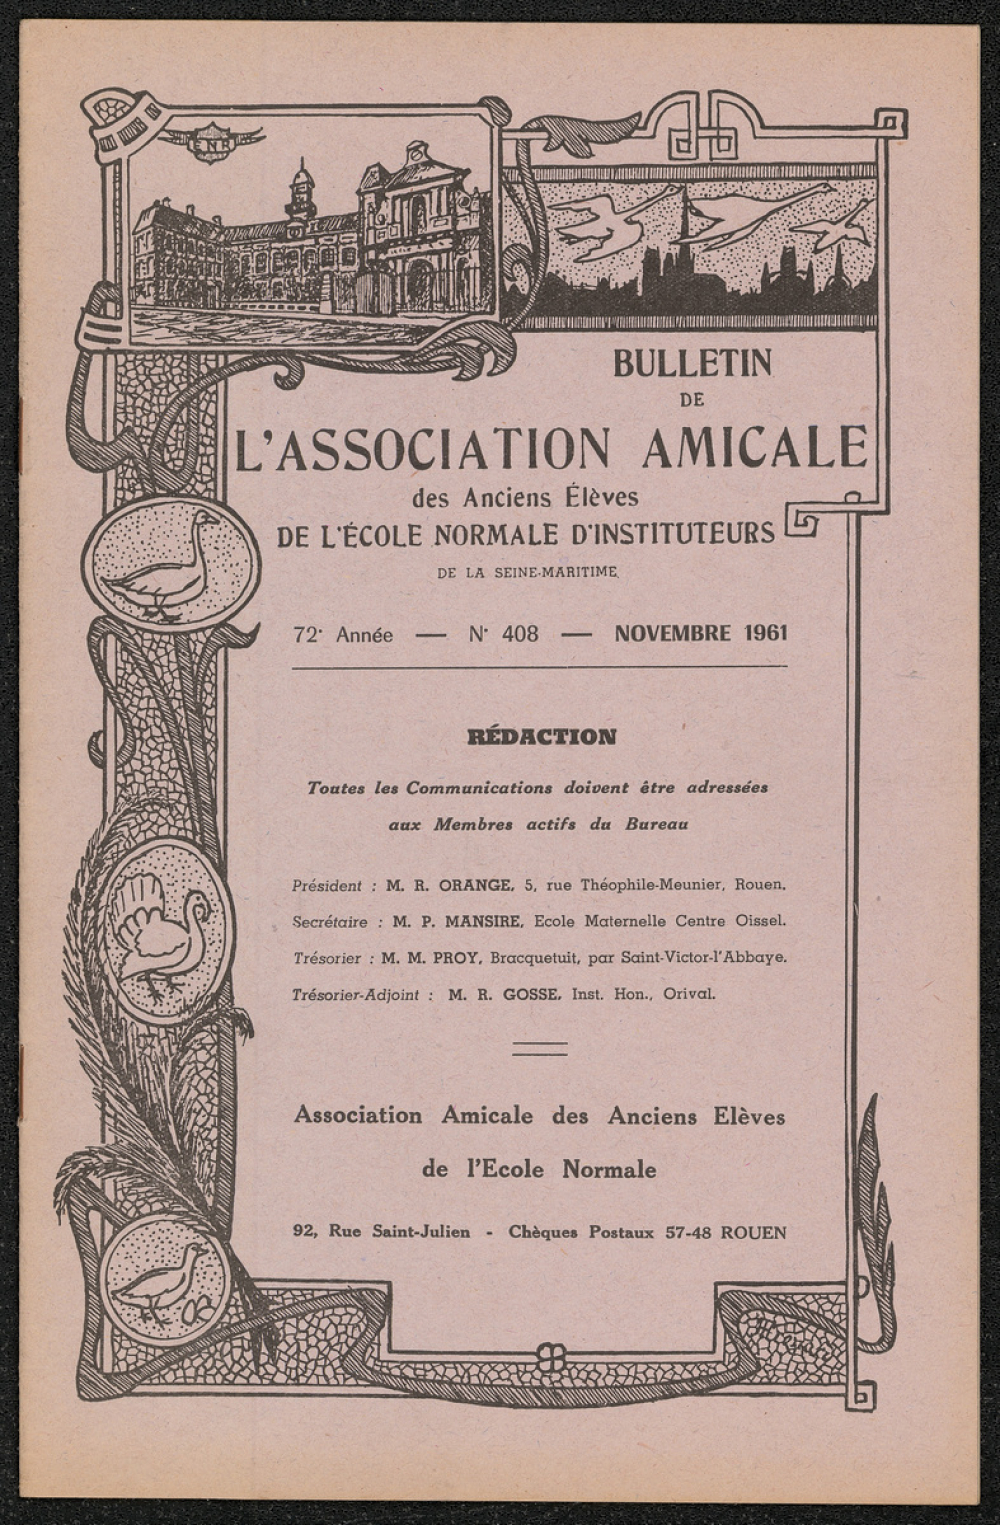 ENR
BULLETIN
DE
L'ASSOCIATION AMICALE
des Anciens Élèves
DE L'ÉCOLE NORMALE D'INSTITUTEURS
DE LA SEINE-MARITIME
72e Année — N° 408 — NOVEMBRE 1961
RÉDACTION
Toutes les Communications doivent être adressées
aux Membres actifs du Bureau
Président : M. R. ORANGE, 5, rue Théophile-Meunier, Rouen.
Secrétaire : M. P. MANSIRE, Ecole Maternelle Centre Oissel.
Trésorier : M. M. PROY, Bracquetuit, par Saint-Victor-l'Abbaye.
Trésorier-Adjoint : M. R. GOSSE, Inst. Hon., Orival.
Association Amicale des Anciens Elèves
de l'Ecole Normale
92, Rue Saint-Julien - Chèques Postaux 57-48 ROUEN